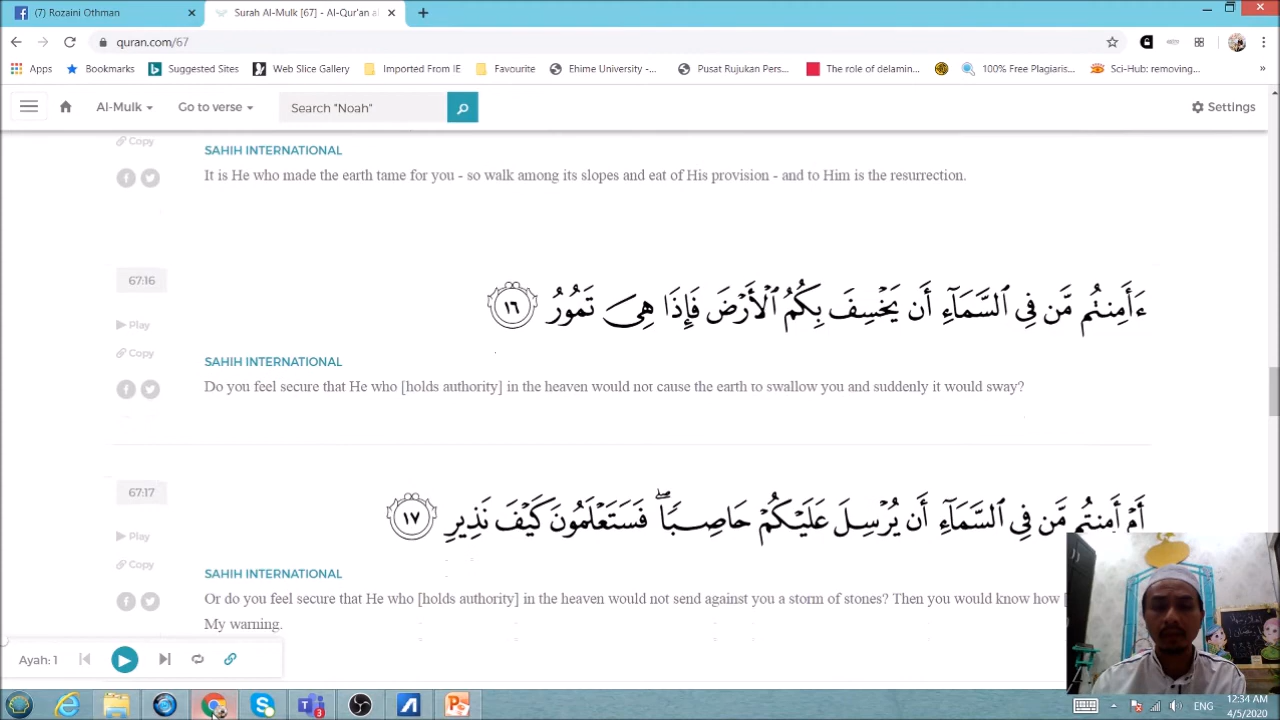 (7) Rozaini Othman
Surah Al-Mulk [67] - Al-Qur'an al
quran.com/67
Apps
Bookmarks
Suggested Sites
Web Slice Gallery
Imported From IE
Favourite
Ehime University -...
Pusat Rujukan Pers...
The role of delamin...
100% Free Plagiaris...
Sci-Hub: removing...
»
Al-Mulk
Go to verse
Search "Noah"
Settings
Copy
SAHIH INTERNATIONAL
It is He who made the earth tame for you - so walk among its slopes and eat of His provision - and to Him is the resurrection.
67:16
ءَأَمِنتُم مَّن فِى ٱلسَّمَآءِ أَن يَخْسِفَ بِكُمُ ٱلْأَرْضَ فَإِذَا هِىَ تَمُورُ ١٦
Play
Copy
SAHIH INTERNATIONAL
Do you feel secure that He who [holds authority] in the heaven would not cause the earth to swallow you and suddenly it would sway?
67:17
أَمْ أَمِنتُم مَّن فِى ٱلسَّمَآءِ أَن يُرْسِلَ عَلَيْكُمْ حَاصِبًا ۖ فَسَتَعْلَمُونَ كَيْفَ نَذِيرِ ١٧
Play
Copy
SAHIH INTERNATIONAL
Or do you feel secure that He who [holds authority] in the heaven would not send against you a storm of stones? Then you would know how [
My warning.
Ayah: 1
3
ENG
12:34 AM
4/5/2020